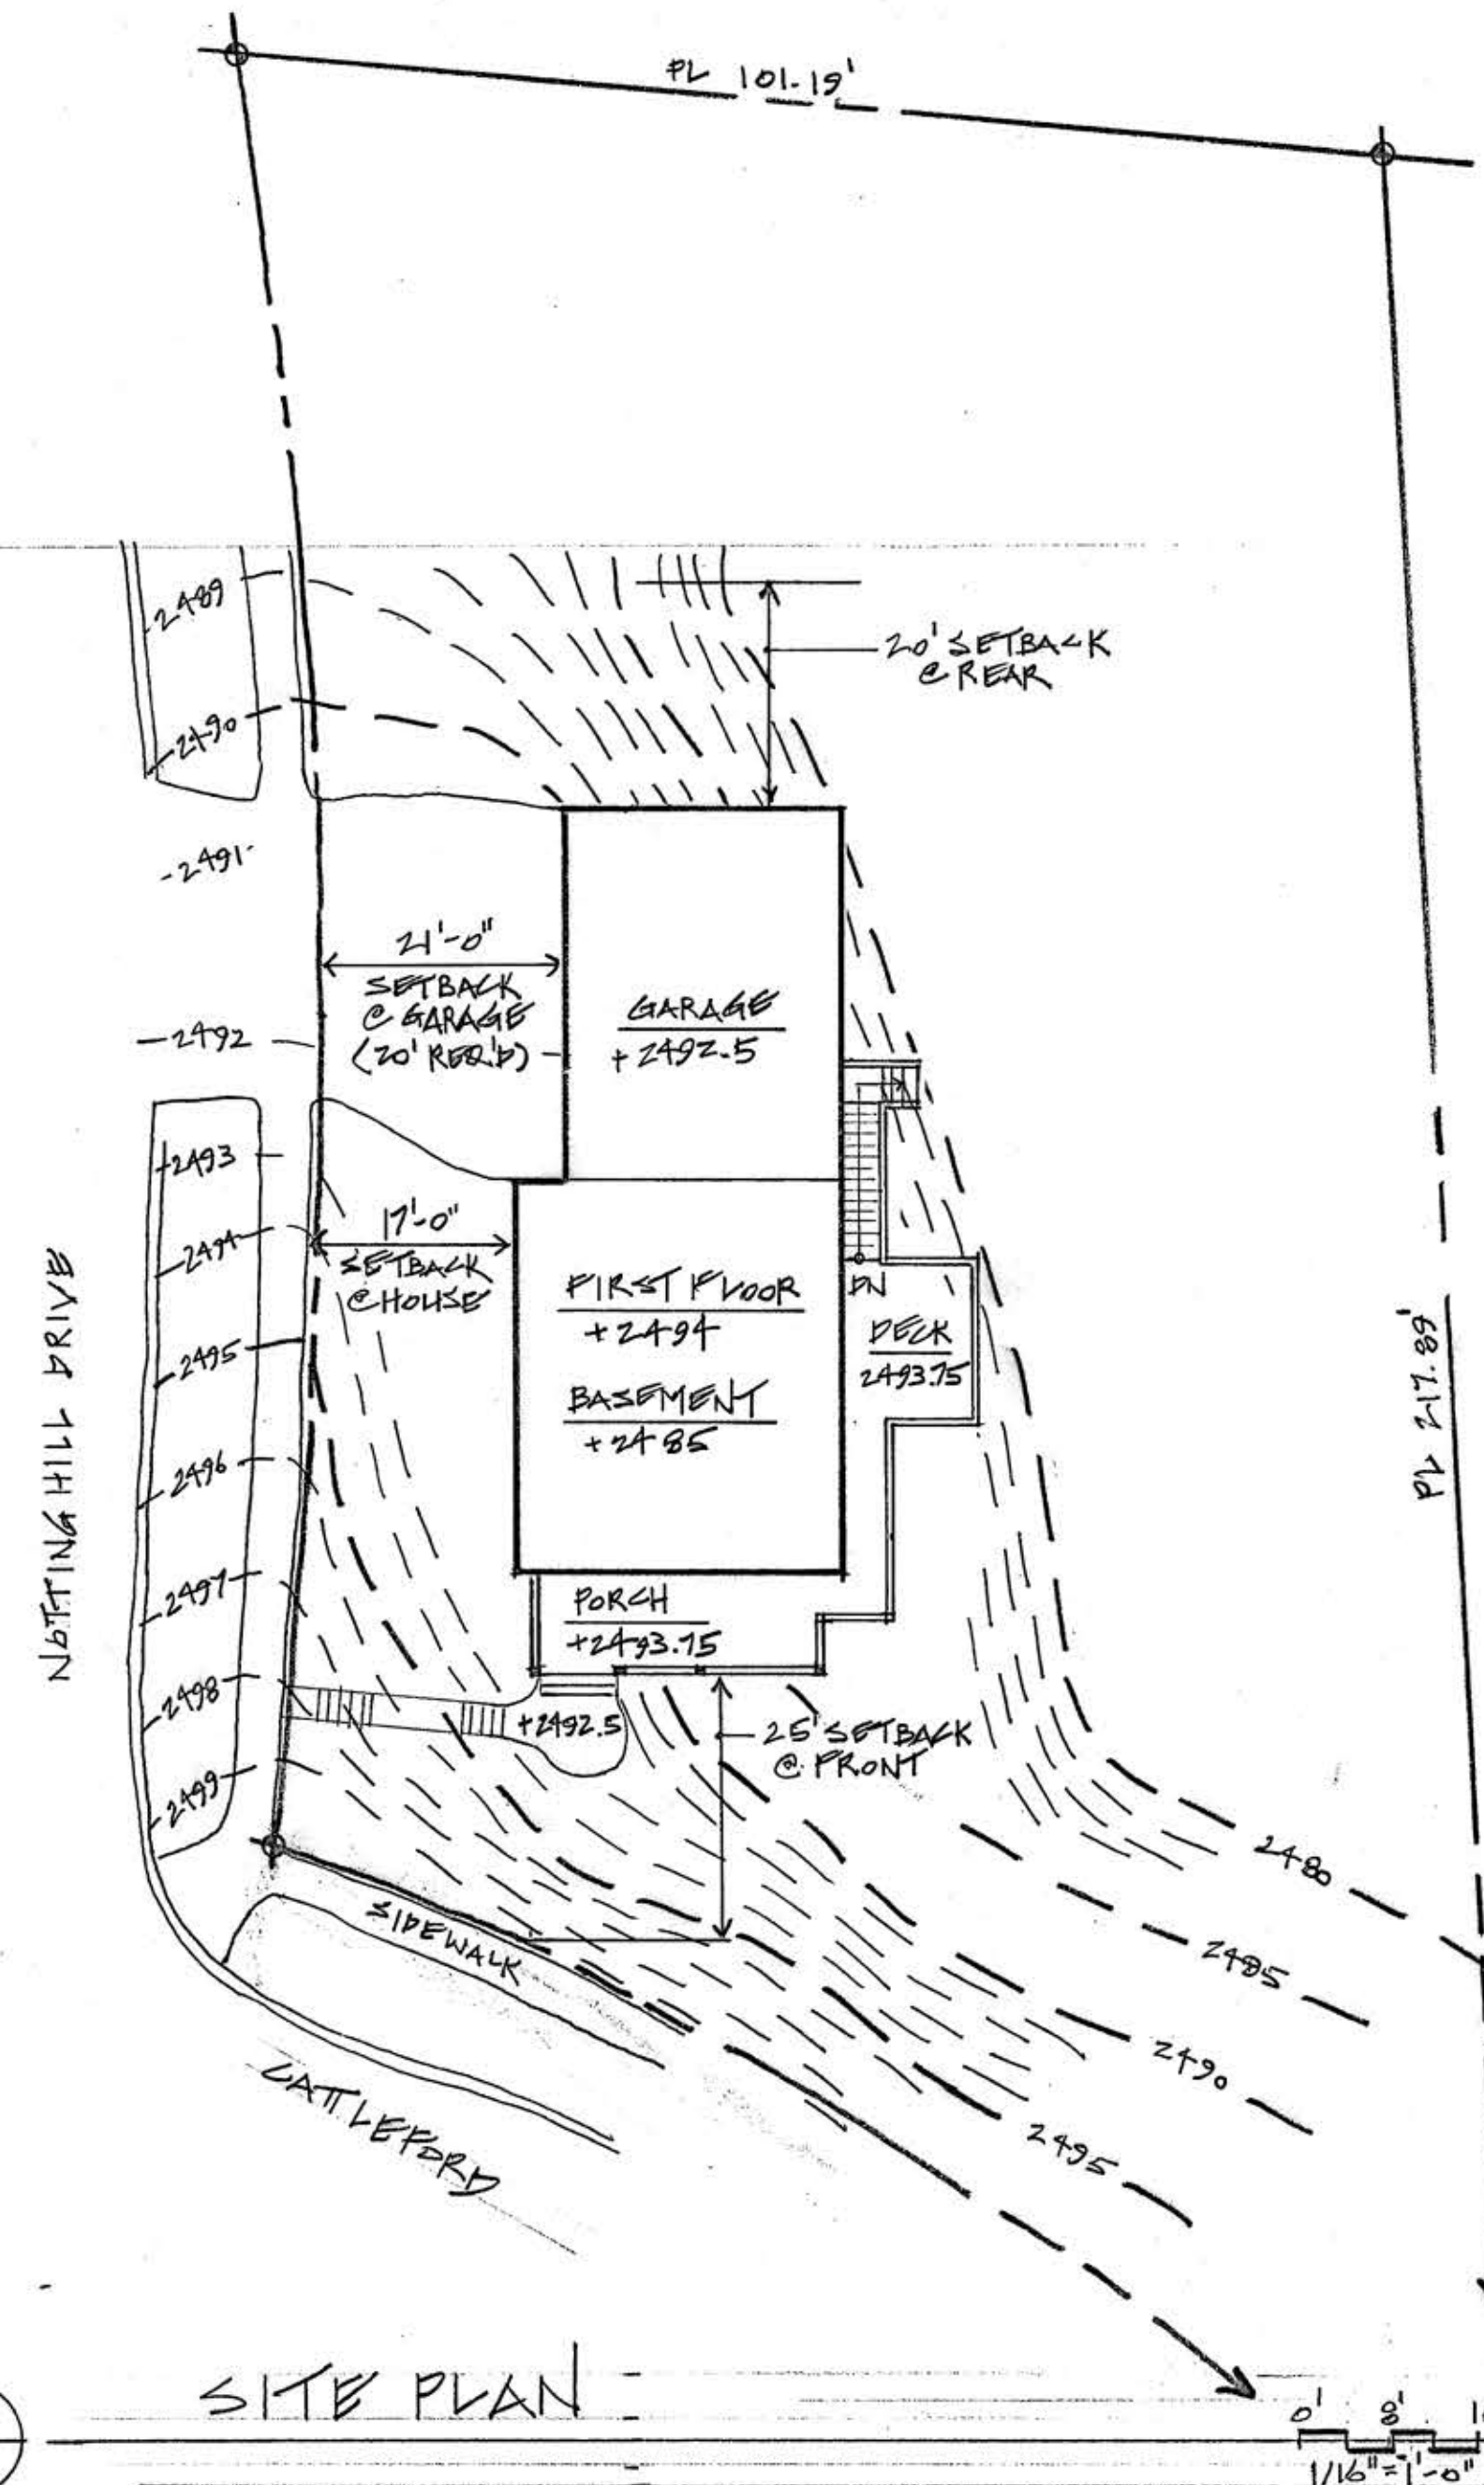 PL 101.19'
2489
20' SETBACK
@ REAR
2490
-2491-
21'-0"
SETBACK
@ GARAGE
(20' REQ'D)
GARAGE
+2492.5
2492
2493
17'-0"
SETBACK
@ HOUSE
2494
FIRST FLOOR
+2494
DN
DECK
2493.75
NOTTINGHILL DRIVE
2495
BASEMENT
+2485
PL 217.89'
2496
2497
PORCH
+2493.75
2498
+2492.5
25' SETBACK
@ FRONT
2499
2480
SIDEWALK
2485
2490
CATTLEFORD
2495
SITE PLAN
0' 8'
1/16" = 1'-0"